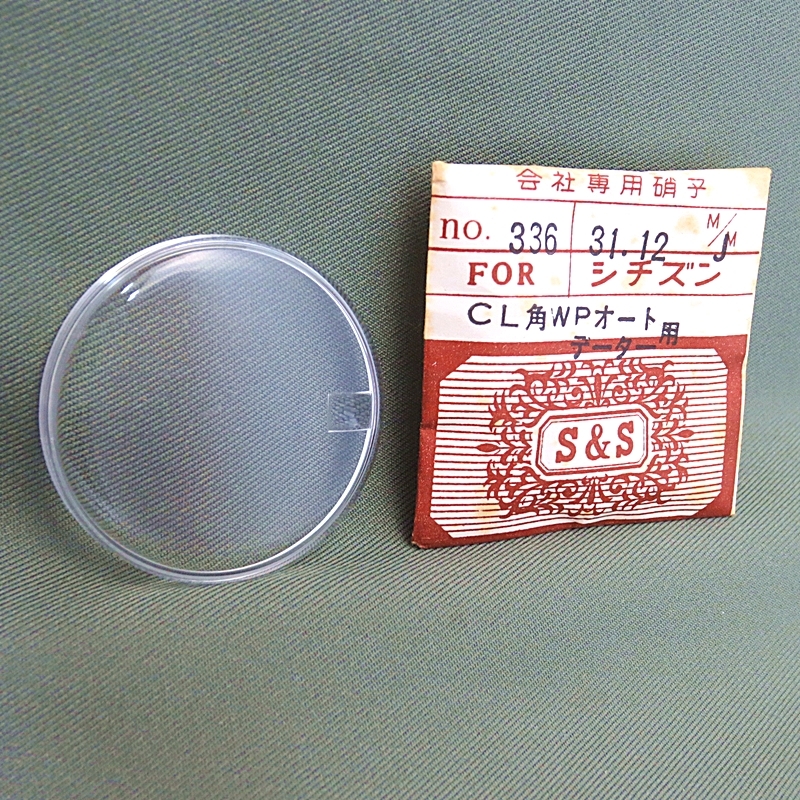 会社専用硝子
no. 336 31.12 M/M J
FOR シチズン
CL角WPオート
データー用
S&S